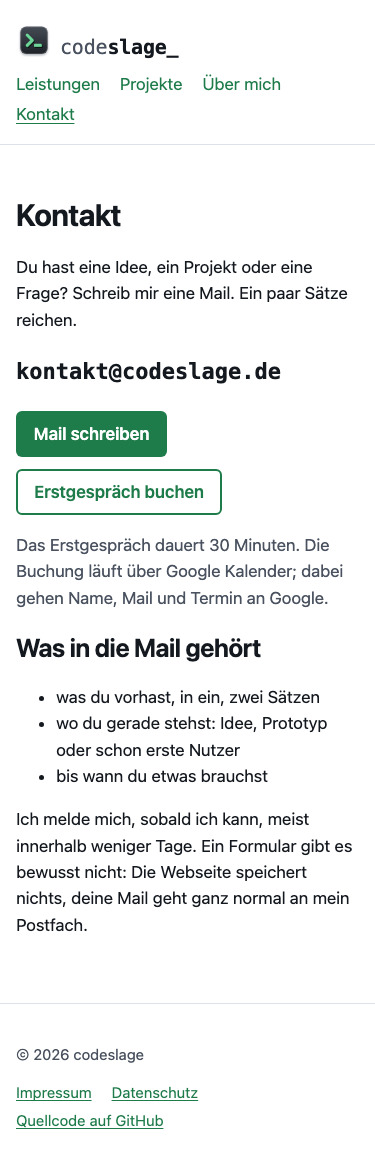 codeslage_
Leistungen Projekte Über mich
Kontakt
Kontakt
Du hast eine Idee, ein Projekt oder eine
Frage? Schreib mir eine Mail. Ein paar Sätze
reichen.
kontakt@codeslage.de
Mail schreiben
Erstgespräch buchen
Das Erstgespräch dauert 30 Minuten. Die
Buchung läuft über Google Kalender; dabei
gehen Name, Mail und Termin an Google.
Was in die Mail gehört
• was du vorhast, in ein, zwei Sätzen
• wo du gerade stehst: Idee, Prototyp
oder schon erste Nutzer
• bis wann du etwas brauchst
Ich melde mich, sobald ich kann, meist
innerhalb weniger Tage. Ein Formular gibt es
bewusst nicht: Die Webseite speichert
nichts, deine Mail geht ganz normal an mein
Postfach.
© 2026 codeslage
Impressum Datenschutz
Quellcode auf GitHub